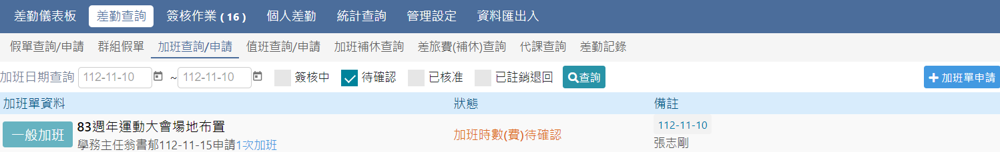 差勤儀表板 差勤查詢 簽核作業 ( 16 ) 個人差勤 統計查詢 管理設定 資料匯出入
假單查詢/申請 群組假單 加班查詢/申請 值班查詢/申請 加班補休查詢 差旅費(補休)查詢 代課查詢 差勤記錄
加班日期查詢 112-11-10 ~ 112-11-10 簽核中 待確認 已核准 已註銷退回 查詢 加班單申請
加班單資料 狀態 備註
一般加班 83週年運動大會場地布置 加班時數(費)待確認 112-11-10
學務主任翁書郁112-11-15申請1次加班 張志剛